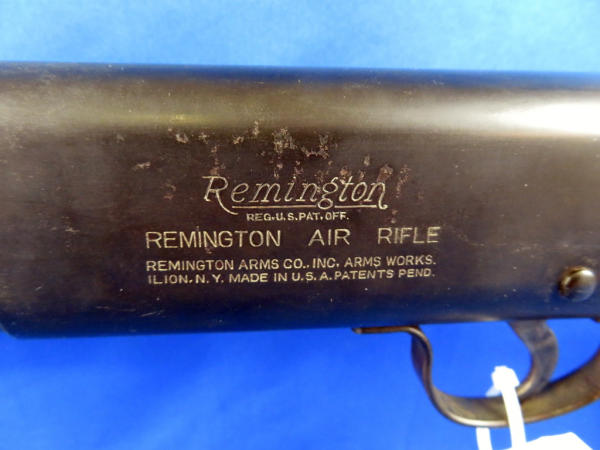 Remington
REG.U.S.PAT.OFF.
REMINGTON AIR RIFLE
REMINGTON ARMS CO., INC. ARMS WORKS.
ILION. N.Y. MADE IN U.S.A. PATENTS PEND.